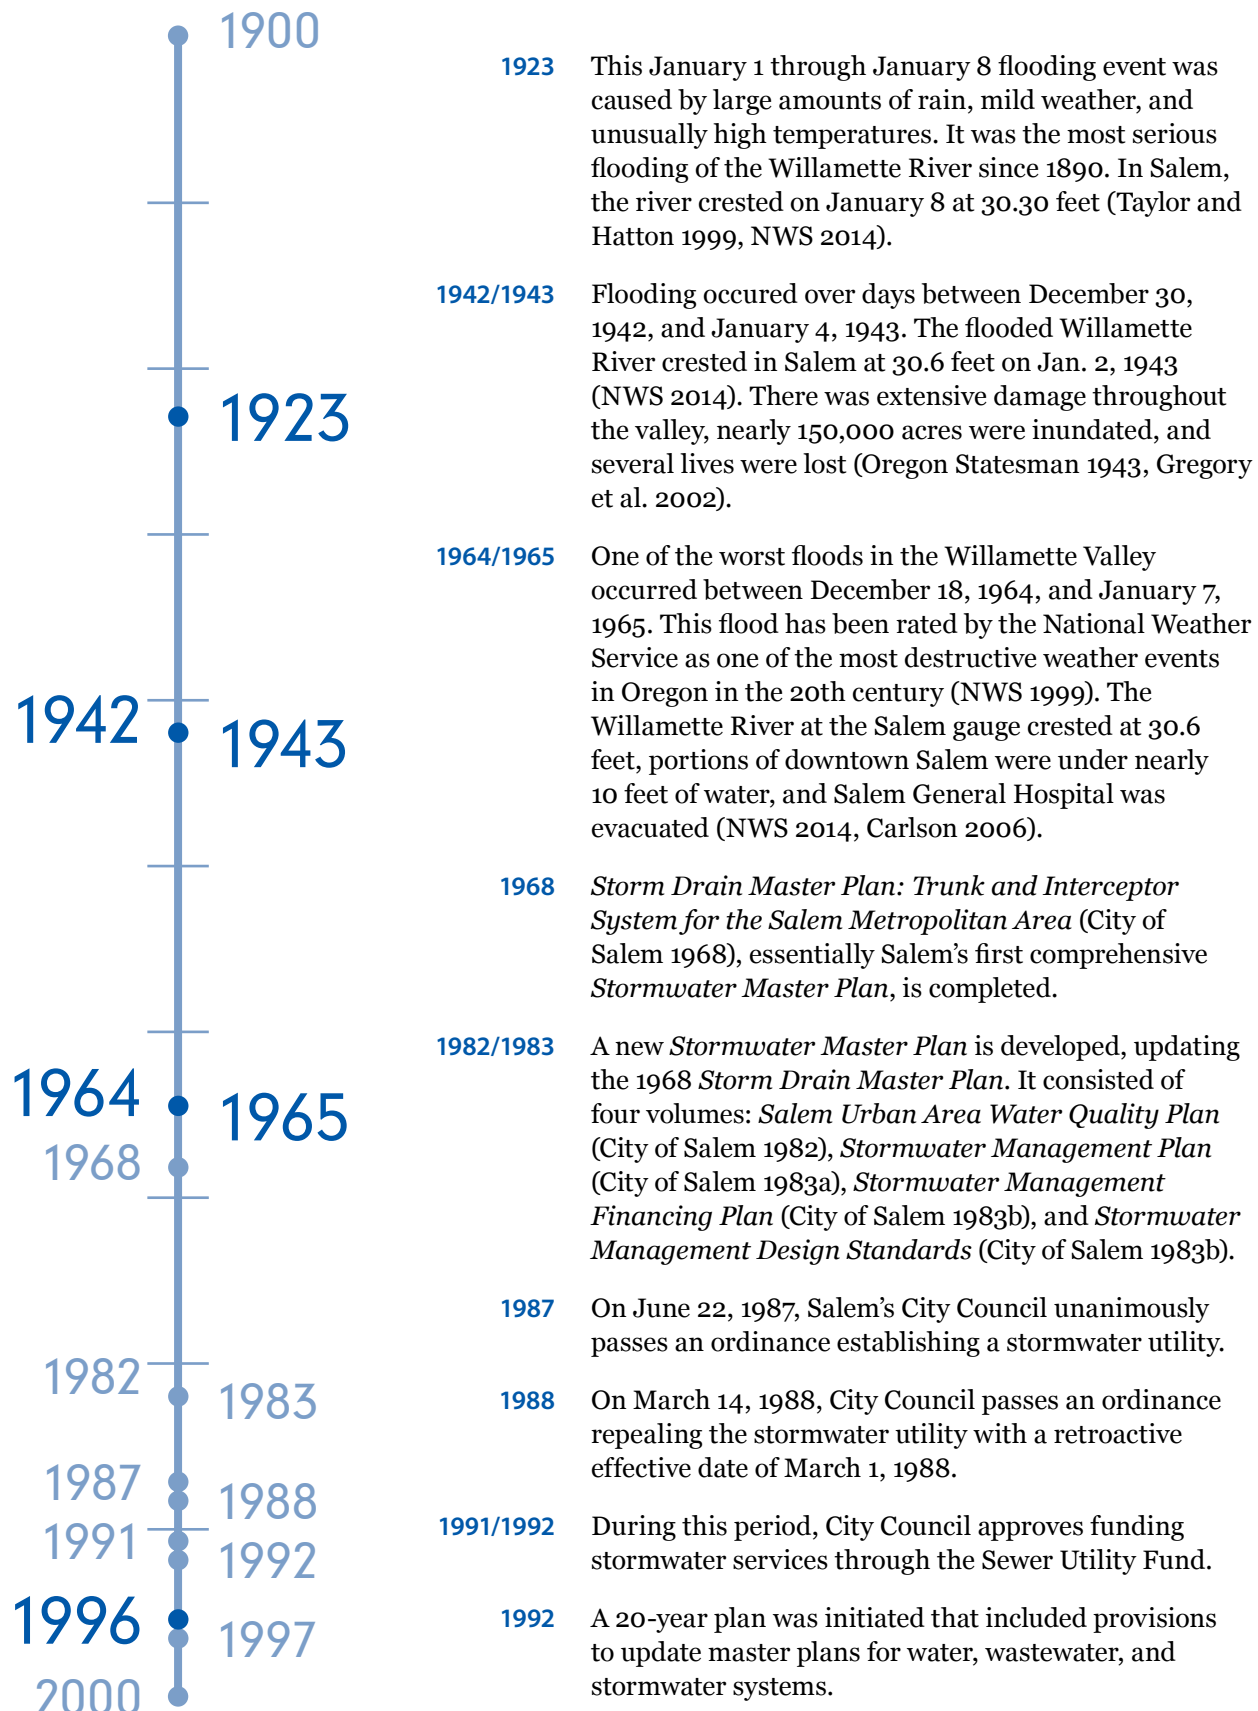 1900
1923
1942
1943
1964
1965
1968
1982
1983
1987
1988
1991
1992
1996
1997
2000
1923 This January 1 through January 8 flooding event was
caused by large amounts of rain, mild weather, and
unusually high temperatures. It was the most serious
flooding of the Willamette River since 1890. In Salem,
the river crested on January 8 at 30.30 feet (Taylor and
Hatton 1999, NWS 2014).
1942/1943 Flooding occured over days between December 30,
1942, and January 4, 1943. The flooded Willamette
River crested in Salem at 30.6 feet on Jan. 2, 1943
(NWS 2014). There was extensive damage throughout
the valley, nearly 150,000 acres were inundated, and
several lives were lost (Oregon Statesman 1943, Gregory
et al. 2002).
1964/1965 One of the worst floods in the Willamette Valley
occurred between December 18, 1964, and January 7,
1965. This flood has been rated by the National Weather
Service as one of the most destructive weather events
in Oregon in the 20th century (NWS 1999). The
Willamette River at the Salem gauge crested at 30.6
feet, portions of downtown Salem were under nearly
10 feet of water, and Salem General Hospital was
evacuated (NWS 2014, Carlson 2006).
1968 Storm Drain Master Plan: Trunk and Interceptor
System for the Salem Metropolitan Area (City of
Salem 1968), essentially Salem’s first comprehensive
Stormwater Master Plan, is completed.
1982/1983 A new Stormwater Master Plan is developed, updating
the 1968 Storm Drain Master Plan. It consisted of
four volumes: Salem Urban Area Water Quality Plan
(City of Salem 1982), Stormwater Management Plan
(City of Salem 1983a), Stormwater Management
Financing Plan (City of Salem 1983b), and Stormwater
Management Design Standards (City of Salem 1983b).
1987 On June 22, 1987, Salem’s City Council unanimously
passes an ordinance establishing a stormwater utility.
1988 On March 14, 1988, City Council passes an ordinance
repealing the stormwater utility with a retroactive
effective date of March 1, 1988.
1991/1992 During this period, City Council approves funding
stormwater services through the Sewer Utility Fund.
1992 A 20-year plan was initiated that included provisions
to update master plans for water, wastewater, and
stormwater systems.